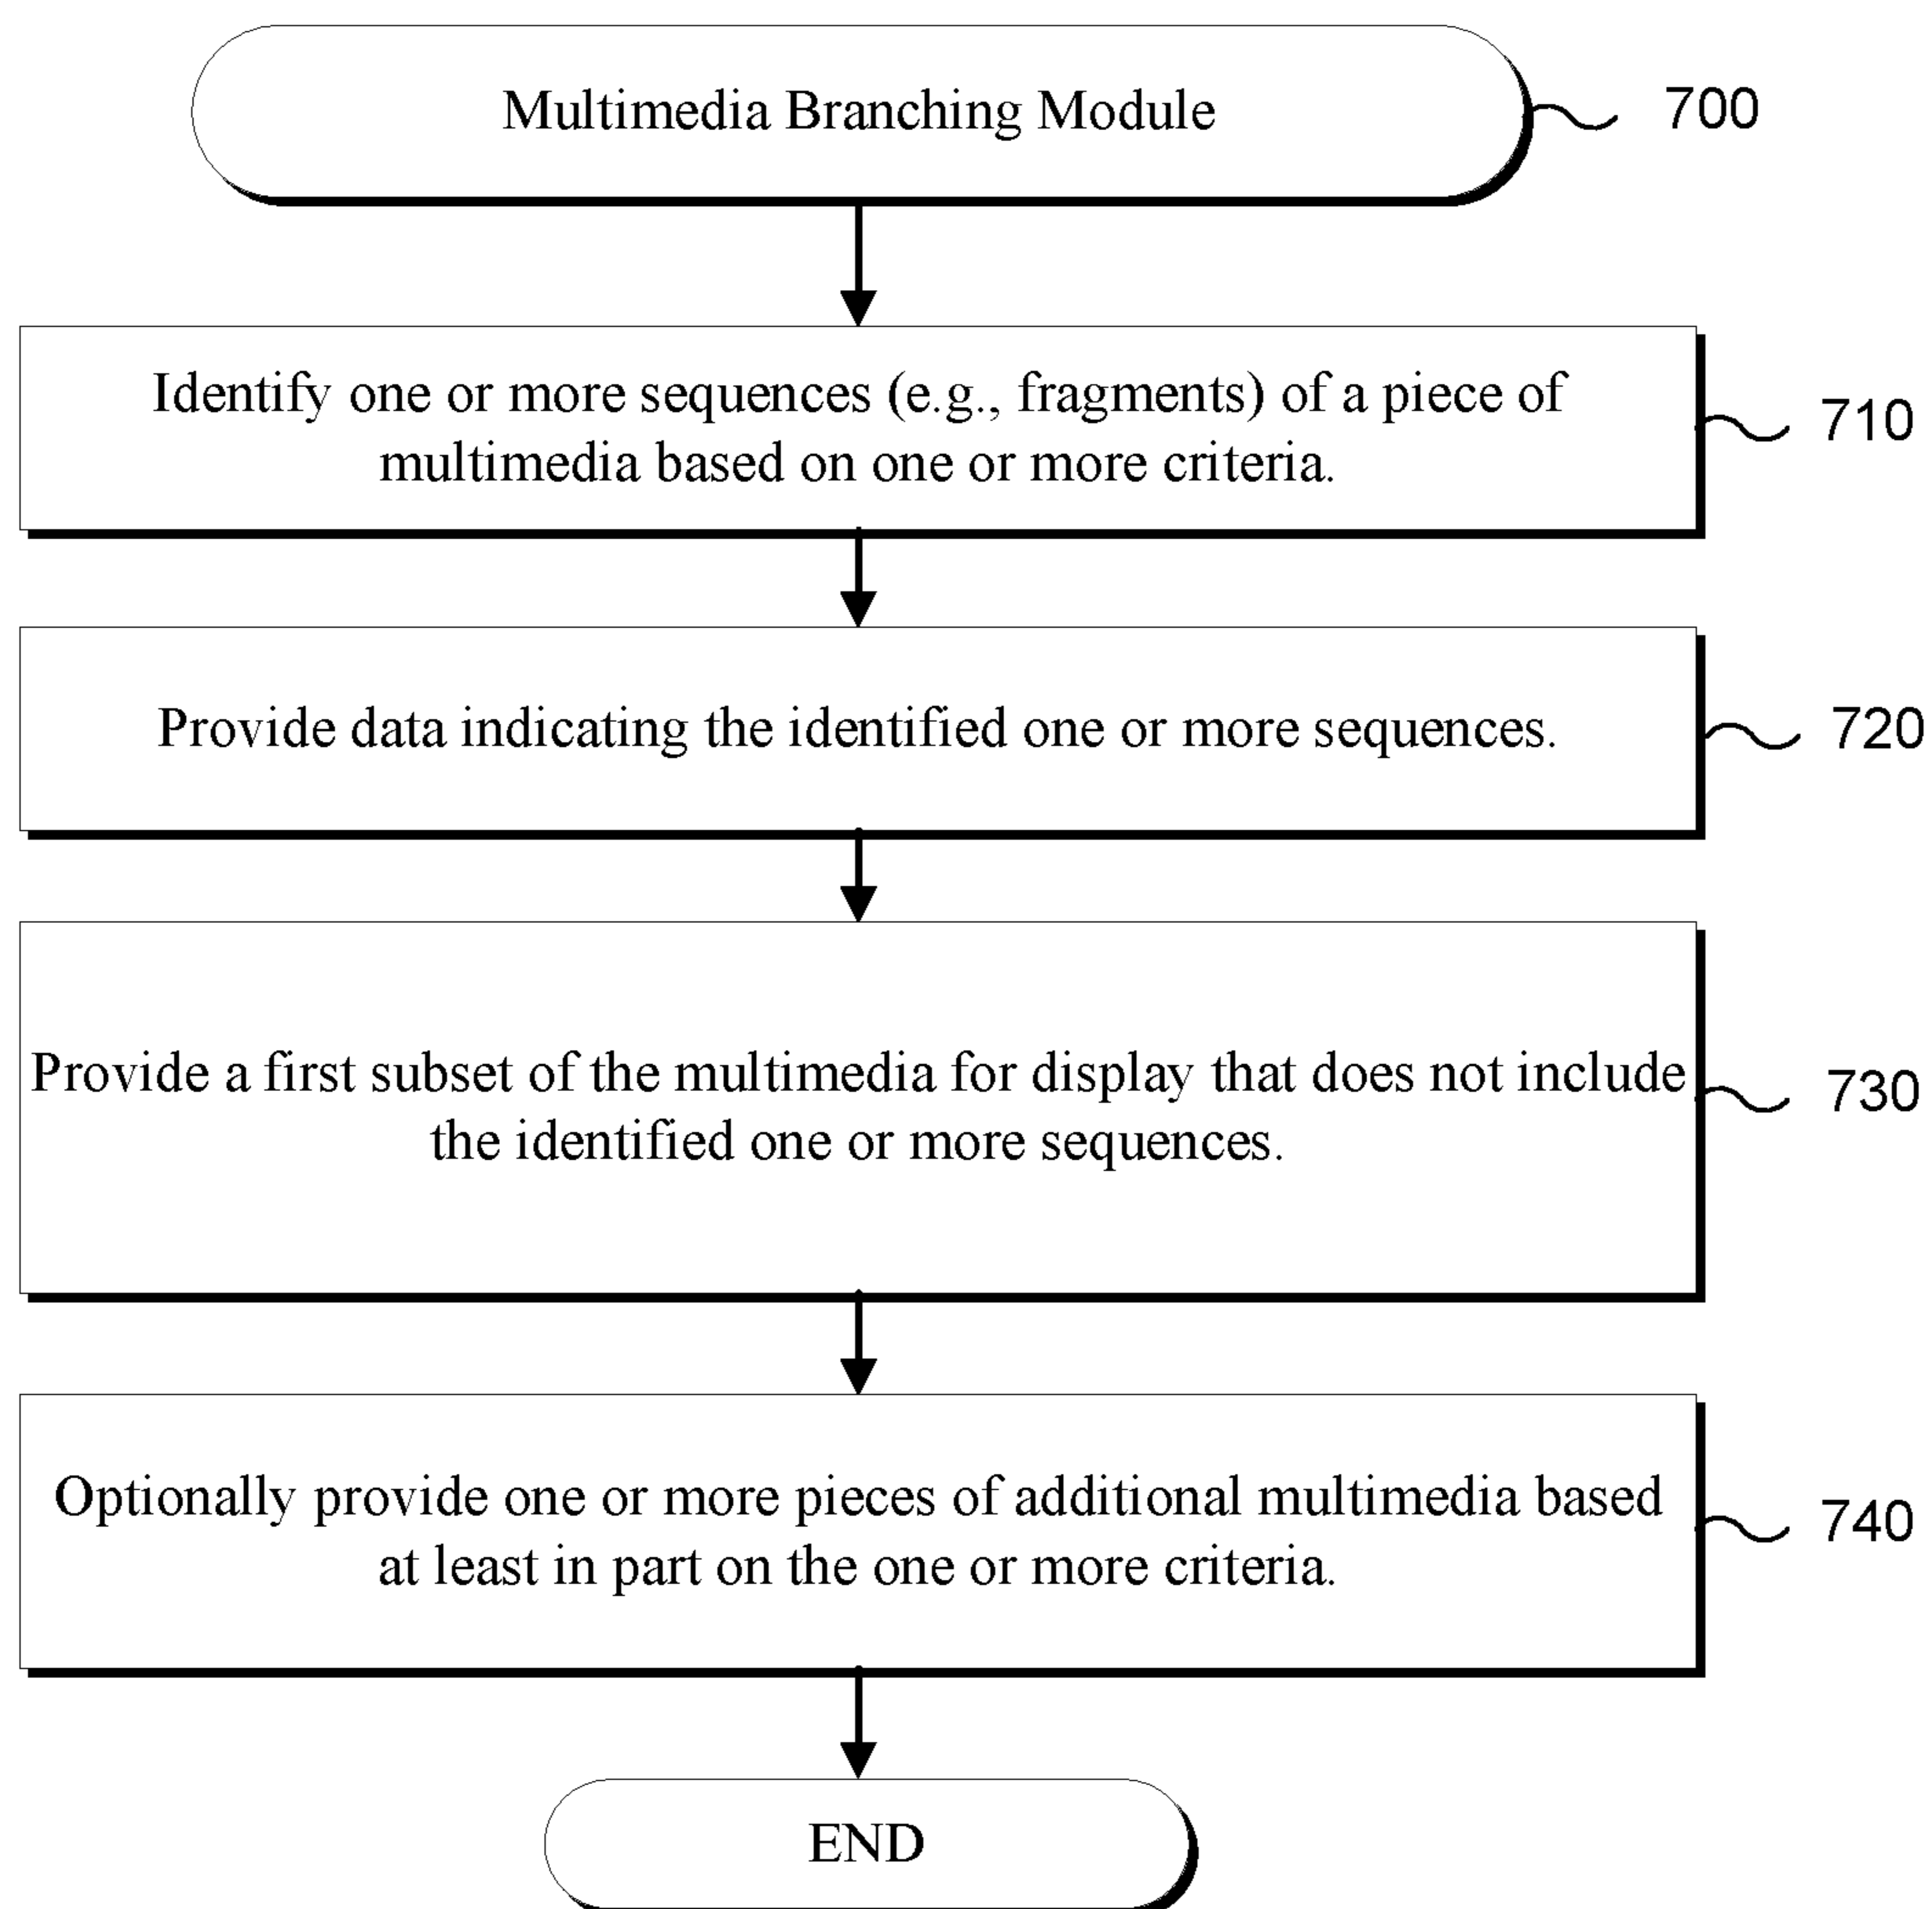 Multimedia Branching Module
700
Identify one or more sequences (e.g., fragments) of a piece of
multimedia based on one or more criteria.
710
Provide data indicating the identified one or more sequences.
720
Provide a first subset of the multimedia for display that does not include
the identified one or more sequences.
730
Optionally provide one or more pieces of additional multimedia based
at least in part on the one or more criteria.
740
END